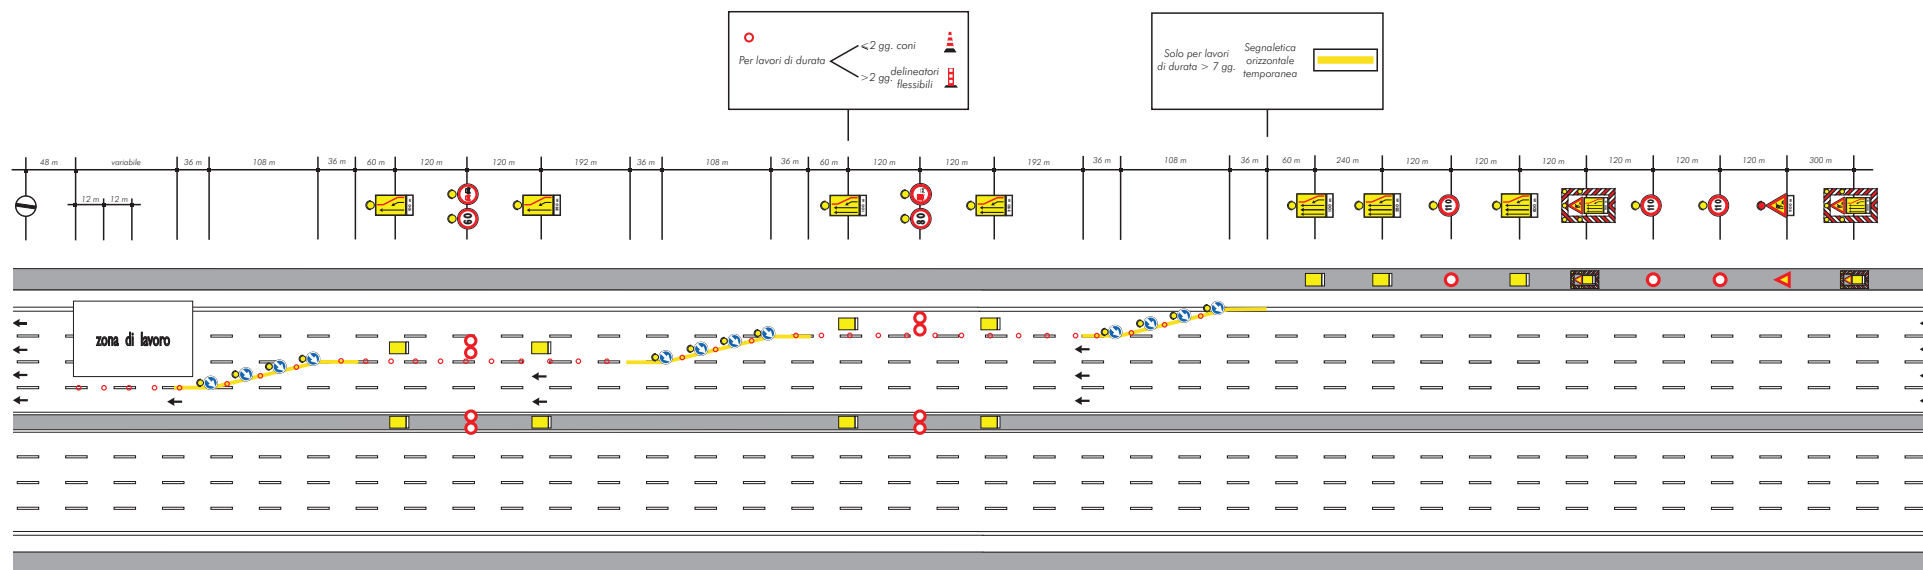 <2 gg. coni
Per lavori di durata
>2 gg. delineatori
flessibili
Solo per lavori
di durata > 7 gg.
Segnaletica
orizzontale
temporanea
48 m variabile 36 m 108 m 36 m 60 m 120 m 120 m 192 m 36 m 108 m 36 m 60 m 120 m 120 m 192 m 36 m 108 m 36 m 60 m 240 m 120 m 120 m 120 m 120 m 120 m 120 m 300 m
12 m 12 m
60
80
110
110
110
zona di lavoro